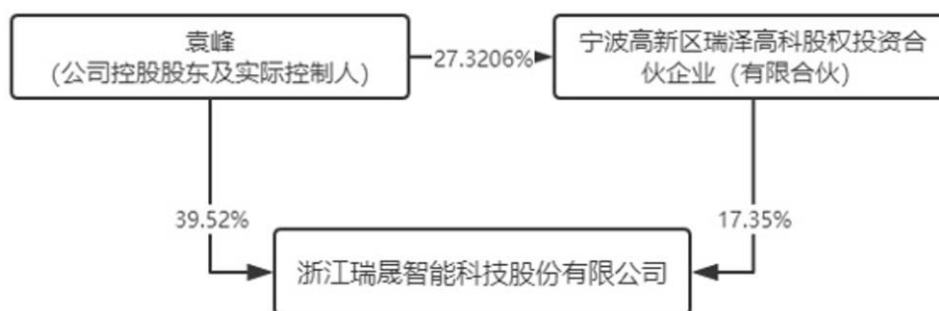 袁峰
(公司控股股东及实际控制人)
27.3206%
宁波高新区瑞泽高科股权投资合
伙企业 (有限合伙)
39.52%
17.35%
浙江瑞晟智能科技股份有限公司